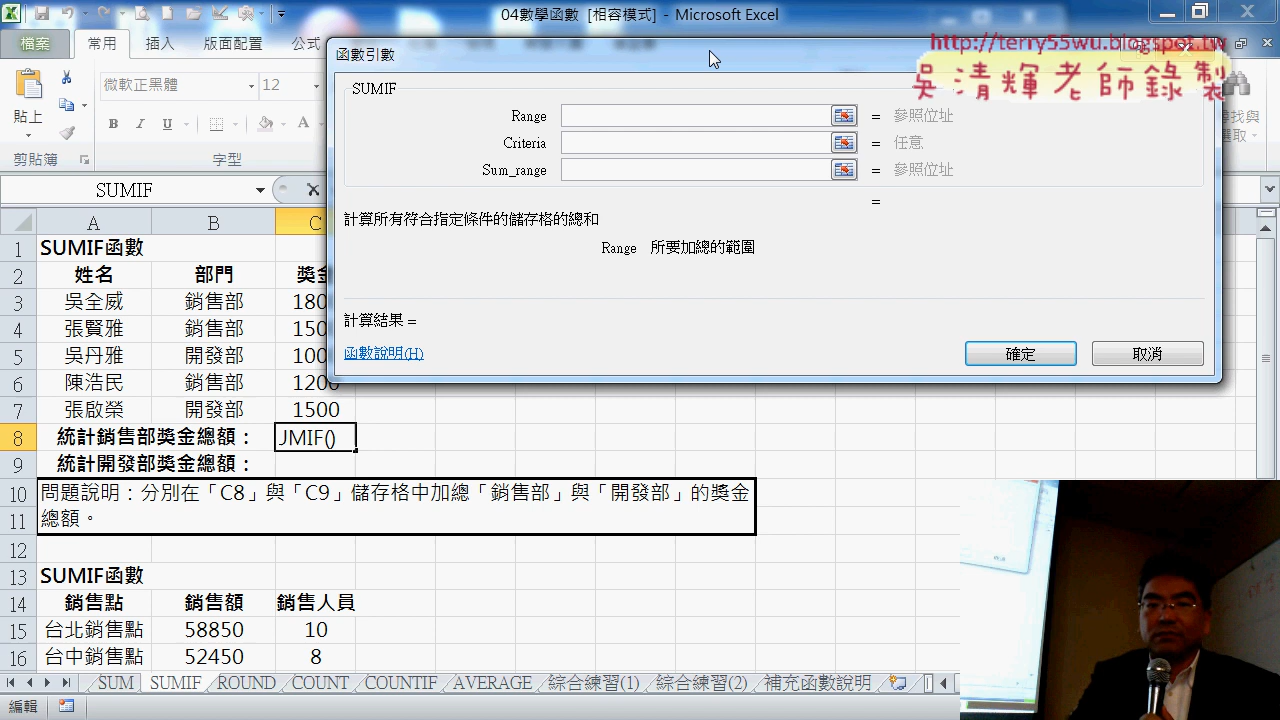 04數學函數 [相容模式] - Microsoft Excel
檔案 常用 插入 版面配置 公式
http://terry55wu.blogspot.tw
吳清輝老師錄製
微軟正黑體 12
貼上
B I U A
剪貼簿 字型
尋找與
選取
SUMIF
函數引數
SUMIF
Range = 參照位址
Criteria = 任意
Sum_range = 參照位址
=
計算所有符合指定條件的儲存格的總和
Range 所要加總的範圍
計算結果 =
函數說明(H)
確定 取消
A B C
1 SUMIF函數
2 姓名 部門 獎金
3 吳全威 銷售部 180
4 張賢雅 銷售部 150
5 吳丹雅 開發部 100
6 陳浩民 銷售部 1200
7 張啟榮 開發部 1500
8 統計銷售部獎金總額： JMIF()
9 統計開發部獎金總額：
10 問題說明：分別在「C8」與「C9」儲存格中加總「銷售部」與「開發部」的獎金
11 總額。
12
13 SUMIF函數
14 銷售點 銷售額 銷售人員
15 台北銷售點 58850 10
16 台中銷售點 52450 8
SUM SUMIF ROUND COUNT COUNTIF AVERAGE 綜合練習(1) 綜合練習(2) 補充函數說明
編輯